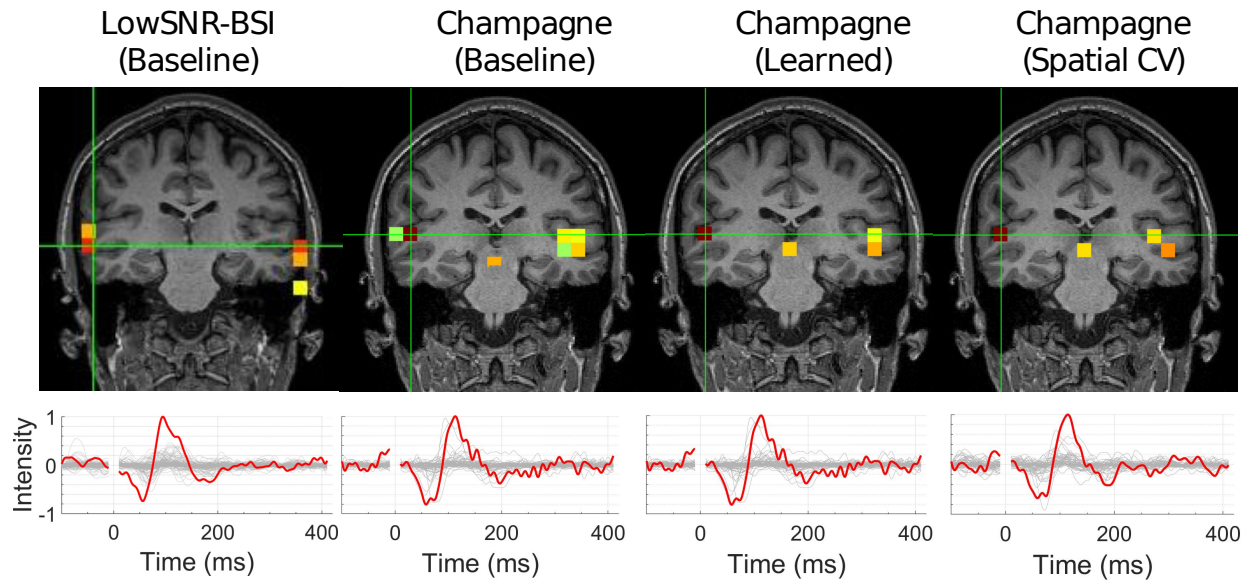 LowSNR-BSI
(Baseline)
Champagne
(Baseline)
Champagne
(Learned)
Champagne
(Spatial CV)
Intensity
1
0
-1
0
200
400
Time (ms)
0
200
400
Time (ms)
0
200
400
Time (ms)
0
200
400
Time (ms)